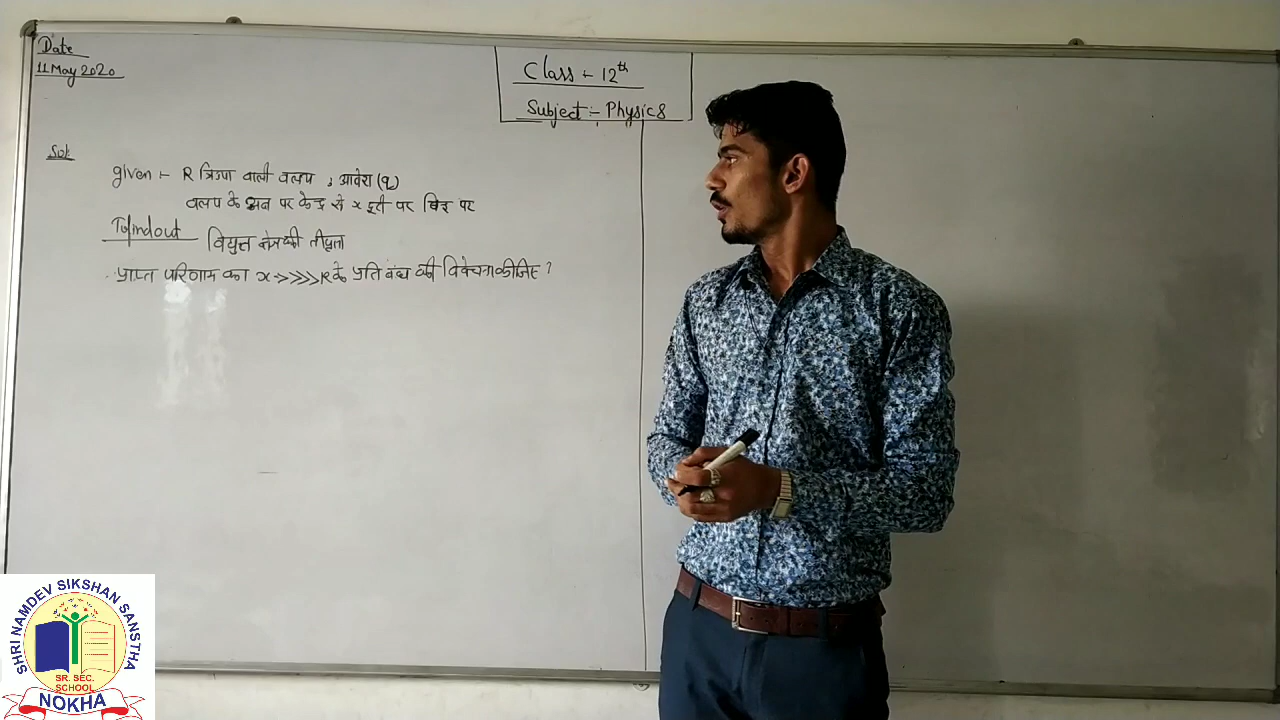 Date
11 May 2020
Class :- 12th
Subject :- Physics
Sol:
given :- R त्रिज्या वाली वलय , आवेश (q)
वलय के अक्ष पर केन्द्र से x दूरी पर स्थित पर
To find out विद्युत क्षेत्र की तीव्रता
प्राप्त परिणाम का x >>>> R के प्रतिबंध की विवेचना कीजिए ?
SHRI NAMDEV SIKSHAN SANSTHA
SR. SEC.
SCHOOL
NOKHA